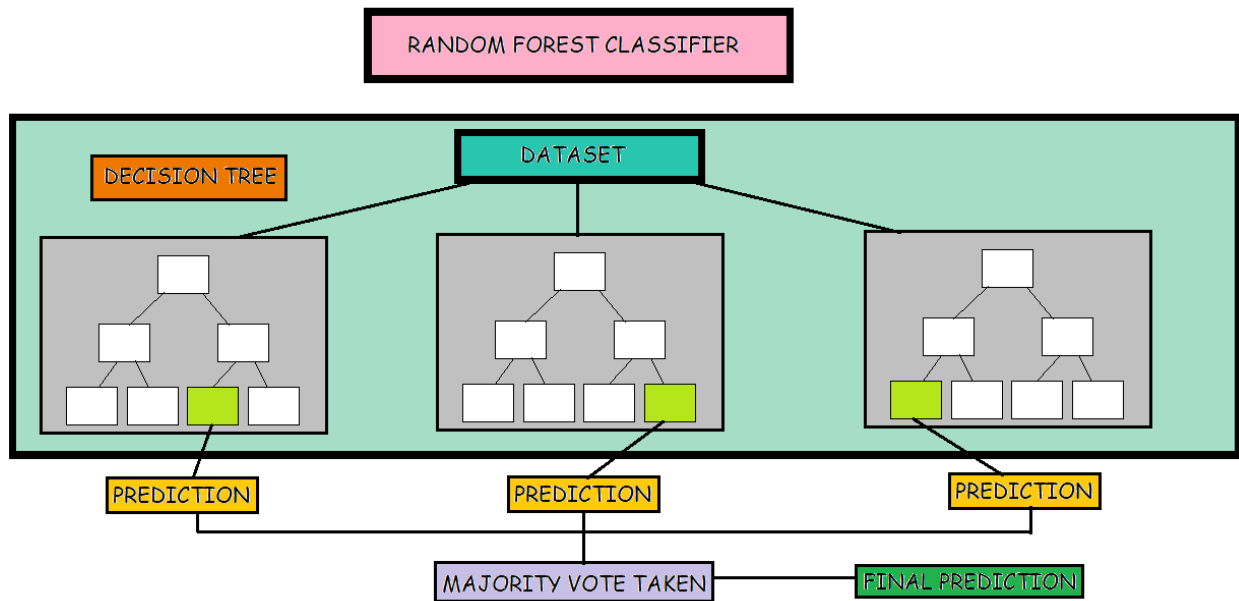 RANDOM FOREST CLASSIFIER
DATASET
DECISION TREE
PREDICTION
PREDICTION
PREDICTION
MAJORITY VOTE TAKEN
FINAL PREDICTION